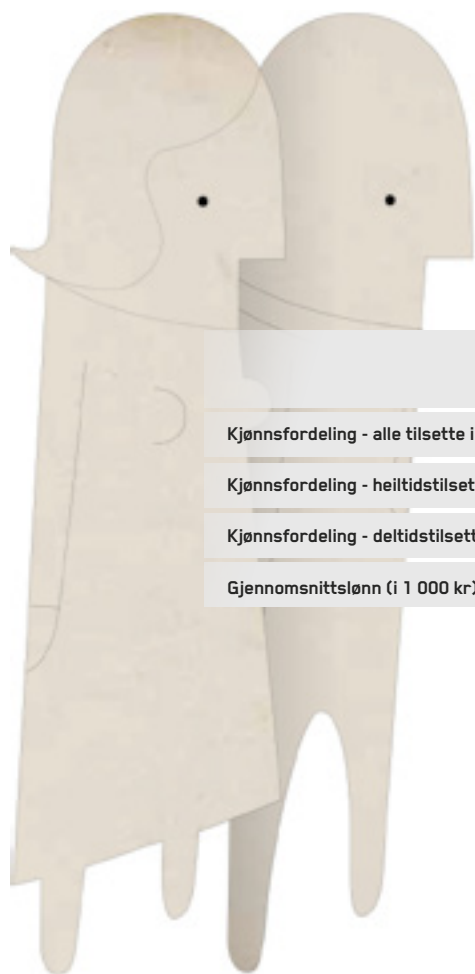 Kjønnsfordeling - alle tilsette i
Kjønnsfordeling - heiltidstilset
Kjønnsfordeling - deltidstilsett
Gjennomsnittslønn (i 1 000 kr)